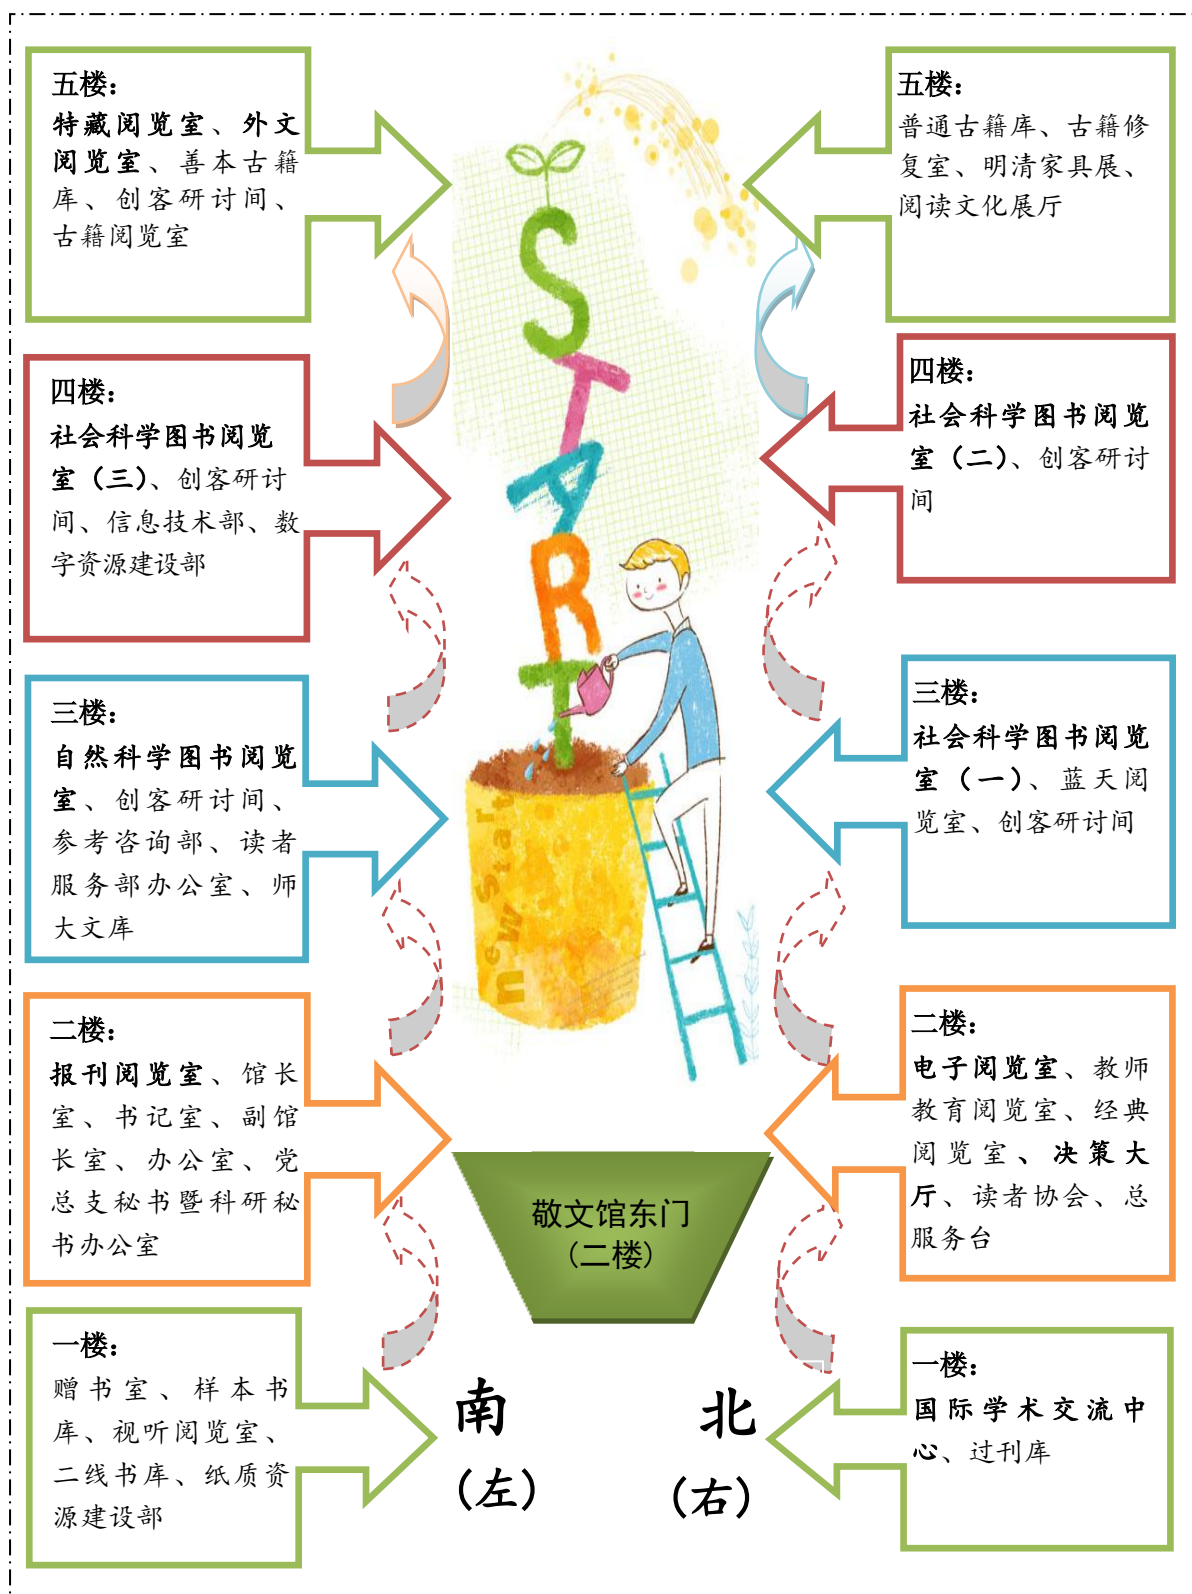 五楼：
特藏阅览室、外文
阅览室、善本古籍
库、创客研讨间、
古籍阅览室
五楼：
普通古籍库、古籍修
复室、明清家具展、
阅读文化展厅
四楼：
社会科学图书阅览
室（三）、创客研讨
间、信息技术部、数
字资源建设部
四楼：
社会科学图书阅览
室（二）、创客研讨
间
三楼：
自然科学图书阅览
室、创客研讨间、
参考咨询部、读者
服务部办公室、师
大文库
三楼：
社会科学图书阅览
室（一）、蓝天阅
览室、创客研讨间
二楼：
报刊阅览室、馆长
室、书记室、副馆
长室、办公室、党
总支秘书暨科研秘
书办公室
二楼：
电子阅览室、教师
教育阅览室、经典
阅览室、决策大
厅、读者协会、总
服务台
一楼：
赠书室、样本书
库、视听阅览室、
二线书库、纸质资
源建设部
一楼：
国际学术交流中
心、过刊库
START
new Start
敬文馆东门
（二楼）
南
（左）
北
（右）